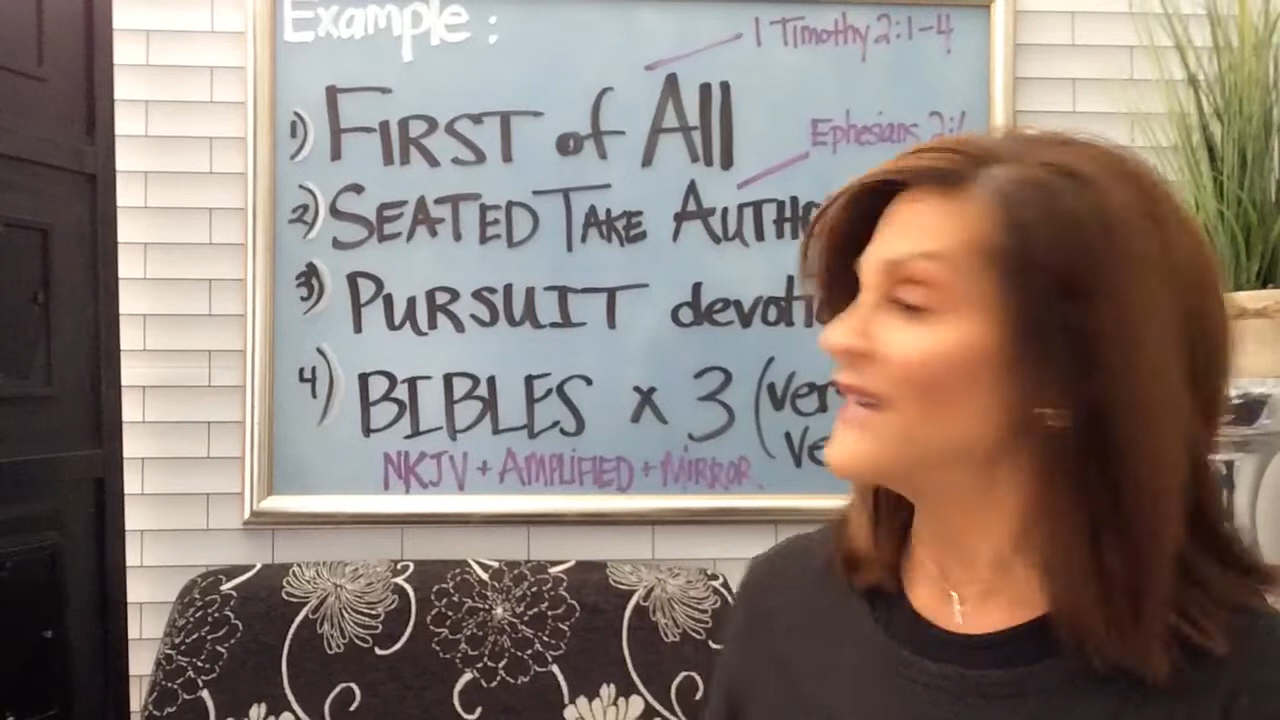 Example:
1 Timothy 2:1-4
1) FIRST of All
Ephesians
2) SEATED TAKE
3) PURSUIT
4) BIBLES x 3
NKJV + AMPLIFIED + MIRROR